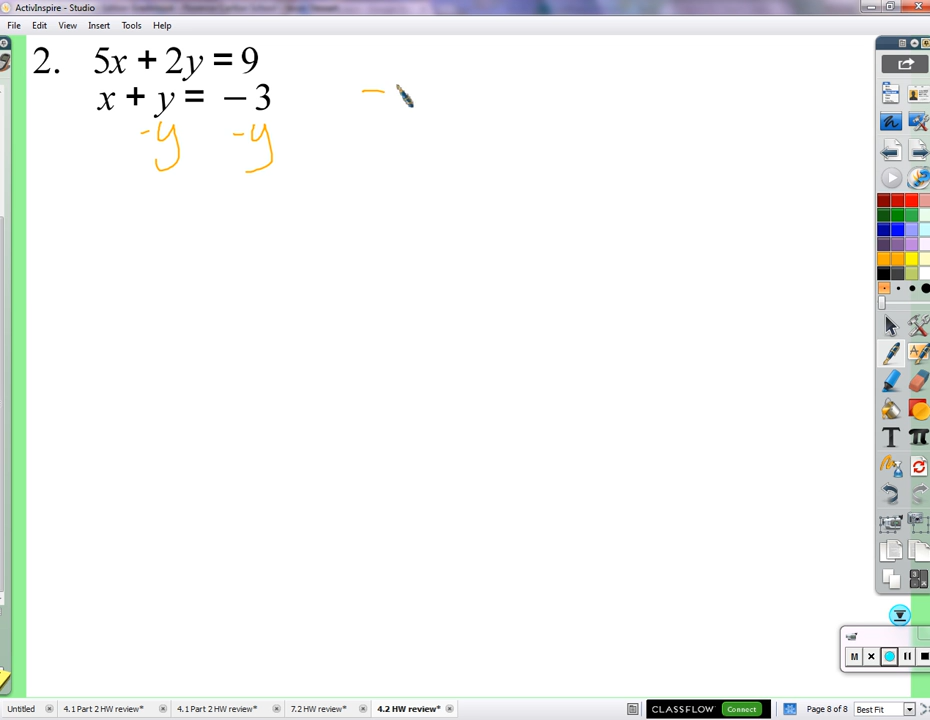 ActivInspire - Studio
File Edit View Insert Tools Help
2. 5x + 2y = 9
x + y = − 3
-y -y
−
T π
M
Untitled 4.1 Part 2 HW review* 4.1 Part 2 HW review* 7.2 HW review* 4.2 HW review* CLASSFLOW Connect Page 8 of 8 Best Fit